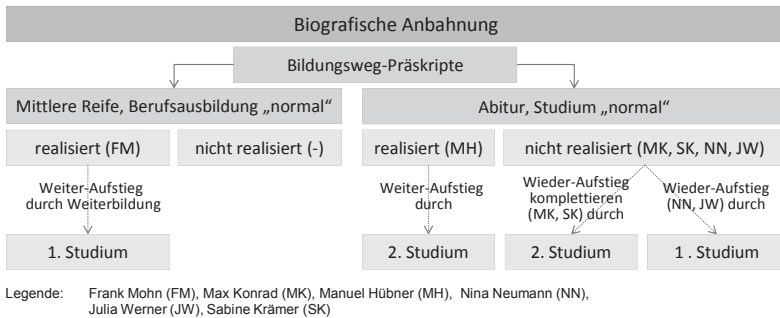 Biografische Anbahnung
Bildungsweg-Präskripte
Mittlere Reife, Berufsausbildung „normal“
Abitur, Studium „normal“
realisiert (FM)
nicht realisiert (-)
realisiert (MH)
nicht realisiert (MK, SK, NN, JW)
Weiter-Aufstieg
durch Weiterbildung
Weiter-Aufstieg
durch
Wieder-Aufstieg
komplettieren
(MK, SK) durch
Wieder-Aufstieg
(NN, JW) durch
1. Studium
2. Studium
2. Studium
1 . Studium
Legende: Frank Mohn (FM), Max Konrad (MK), Manuel Hübner (MH), Nina Neumann (NN),
Julia Werner (JW), Sabine Krämer (SK)